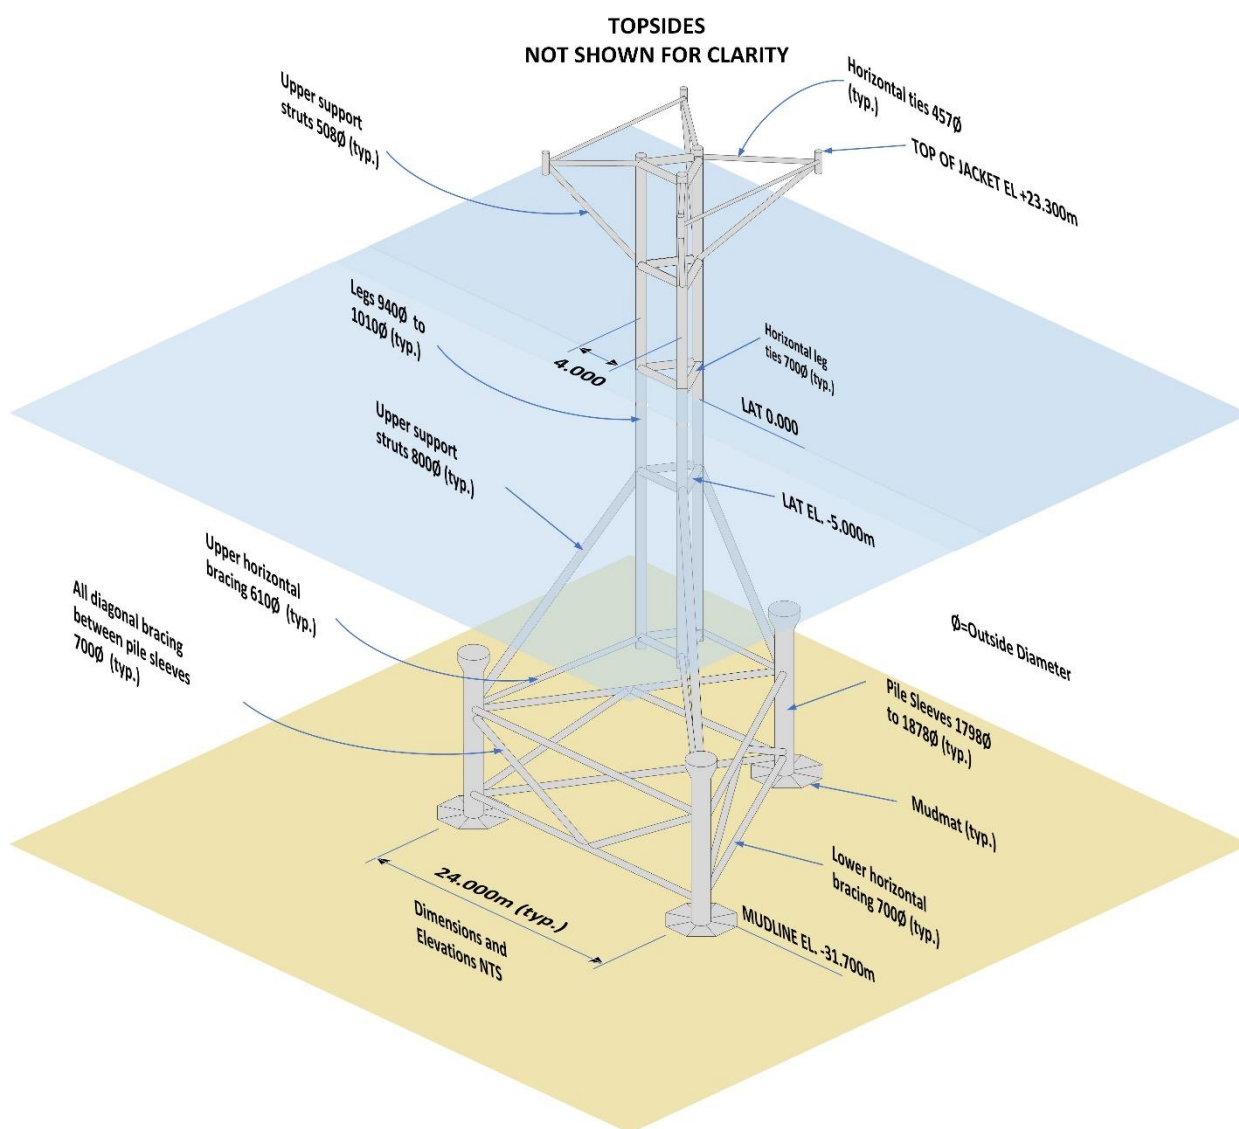 TOPSIDES
NOT SHOWN FOR CLARITY
Upper support
struts 508Ø (typ.)
Horizontal ties 457Ø
(typ.)
TOP OF JACKET EL +23.300m
Legs 940Ø to
1010Ø (typ.)
4.000
Horizontal leg
ties 700Ø (typ.)
LAT 0.000
Upper support
struts 800Ø (typ.)
LAT EL. -5.000m
Upper horizontal
bracing 610Ø (typ.)
All diagonal bracing
between pile sleeves
700Ø (typ.)
Ø=Outside Diameter
Pile Sleeves 1798Ø
to 1878Ø (typ.)
Mudmat (typ.)
Lower horizontal
bracing 700Ø (typ.)
24.000m (typ.)
MUDLINE EL. -31.700m
Dimensions and
Elevations NTS